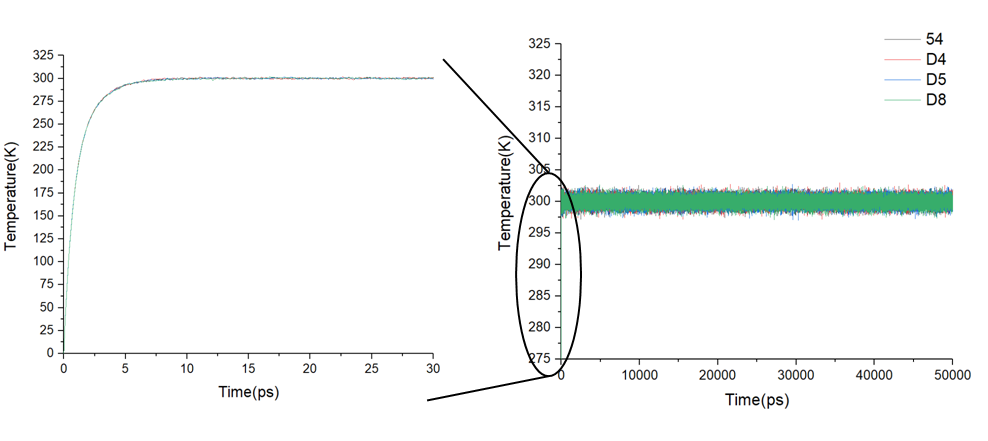 325
300
275
250
225
200
175
150
125
100
75
50
25
0
Temperature(K)
0 5 10 15 20 25 30
Time(ps)
325
320
315
310
305
300
295
290
285
280
275
Temperature(K)
0 10000 20000 30000 40000 50000
Time(ps)
54
D4
D5
D8